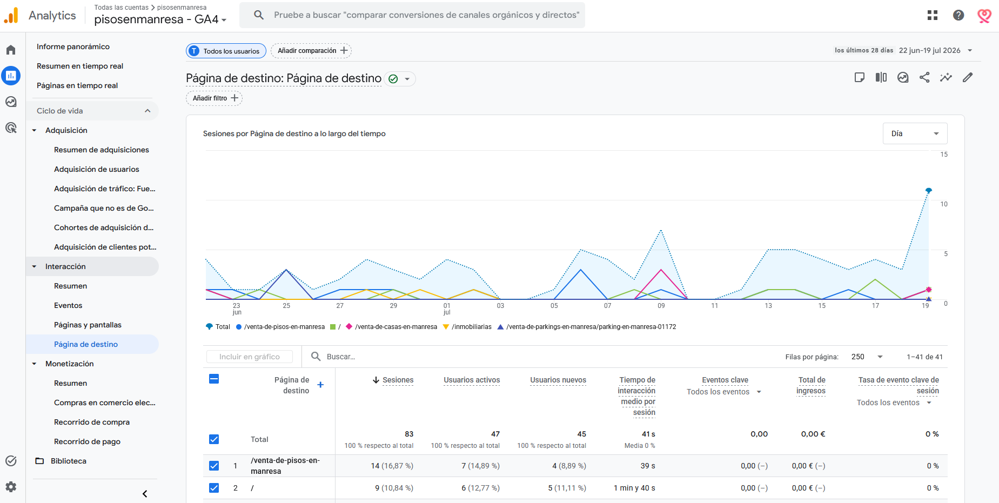 Analytics
Todas las cuentas > pisosenmanresa
pisosenmanresa - GA4
Pruebe a buscar "comparar conversiones de canales orgánicos y directos"
Informe panorámico
Resumen en tiempo real
Páginas en tiempo real
Ciclo de vida
Adquisición
Resumen de adquisiciones
Adquisición de usuarios
Adquisición de tráfico: Fue...
Campaña que no es de Go...
Cohortes de adquisición d...
Adquisición de clientes pot...
Interacción
Resumen
Eventos
Páginas y pantallas
Página de destino
Monetización
Resumen
Compras en comercio elec...
Recorrido de compra
Recorrido de pago
Biblioteca
T Todos los usuarios
Añadir comparación
los últimos 28 días 22 jun-19 jul 2026
Página de destino: Página de destino
Añadir filtro
Sesiones por Página de destino a lo largo del tiempo
Día
15
10
5
0
23 25 27 29 01 03 05 07 09 11 13 15 17 19
jun jul
Total /venta-de-pisos-en-manresa / /venta-de-casas-en-manresa /inmobiliarias /venta-de-parkings-en-manresa/parking-en-manresa-01172
Incluir en gráfico
Buscar...
Filas por página: 250 1–41 de 41
Página de destino
Sesiones
Usuarios activos
Usuarios nuevos
Tiempo de interacción medio por sesión
Eventos clave
Todos los eventos
Total de ingresos
Tasa de evento clave de sesión
Todos los eventos
Total 83 47 45 41 s 0,00 0,00 € 0 %
100 % respecto al total 100 % respecto al total 100 % respecto al total Media 0 %
1 /venta-de-pisos-en-manresa 14 (16,87 %) 7 (14,89 %) 4 (8,89 %) 39 s 0,00 (–) 0,00 € (–) 0 %
2 / 9 (10,84 %) 6 (12,77 %) 5 (11,11 %) 1 min y 40 s 0,00 (–) 0,00 € (–) 0 %